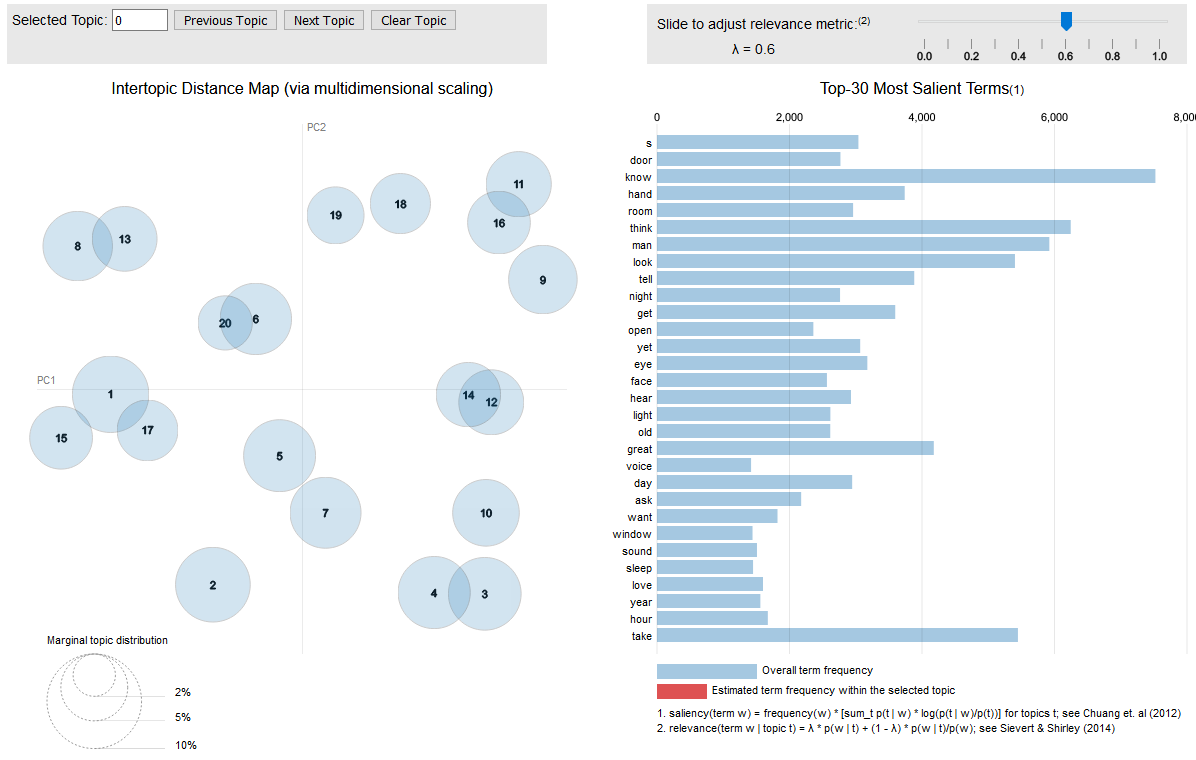 Selected Topic: 0 Previous Topic Next Topic Clear Topic
Slide to adjust relevance metric:(2)
λ = 0.6
0.0 0.2 0.4 0.6 0.8 1.0
Intertopic Distance Map (via multidimensional scaling)
PC2
PC1
11
18
19
16
13
8
9
6
20
1
14
12
17
15
5
7
10
2
4
3
Marginal topic distribution
2%
5%
10%
Top-30 Most Salient Terms(1)
0 2,000 4,000 6,000 8,00
s
door
know
hand
room
think
man
look
tell
night
get
open
yet
eye
face
hear
light
old
great
voice
day
ask
want
window
sound
sleep
love
year
hour
take
Overall term frequency
Estimated term frequency within the selected topic
1. saliency(term w) = frequency(w) * [sum_t p(t | w) * log(p(t | w)/p(t))] for topics t; see Chuang et. al (2012)
2. relevance(term w | topic t) = λ * p(w | t) + (1 - λ) * p(w | t)/p(w); see Sievert & Shirley (2014)